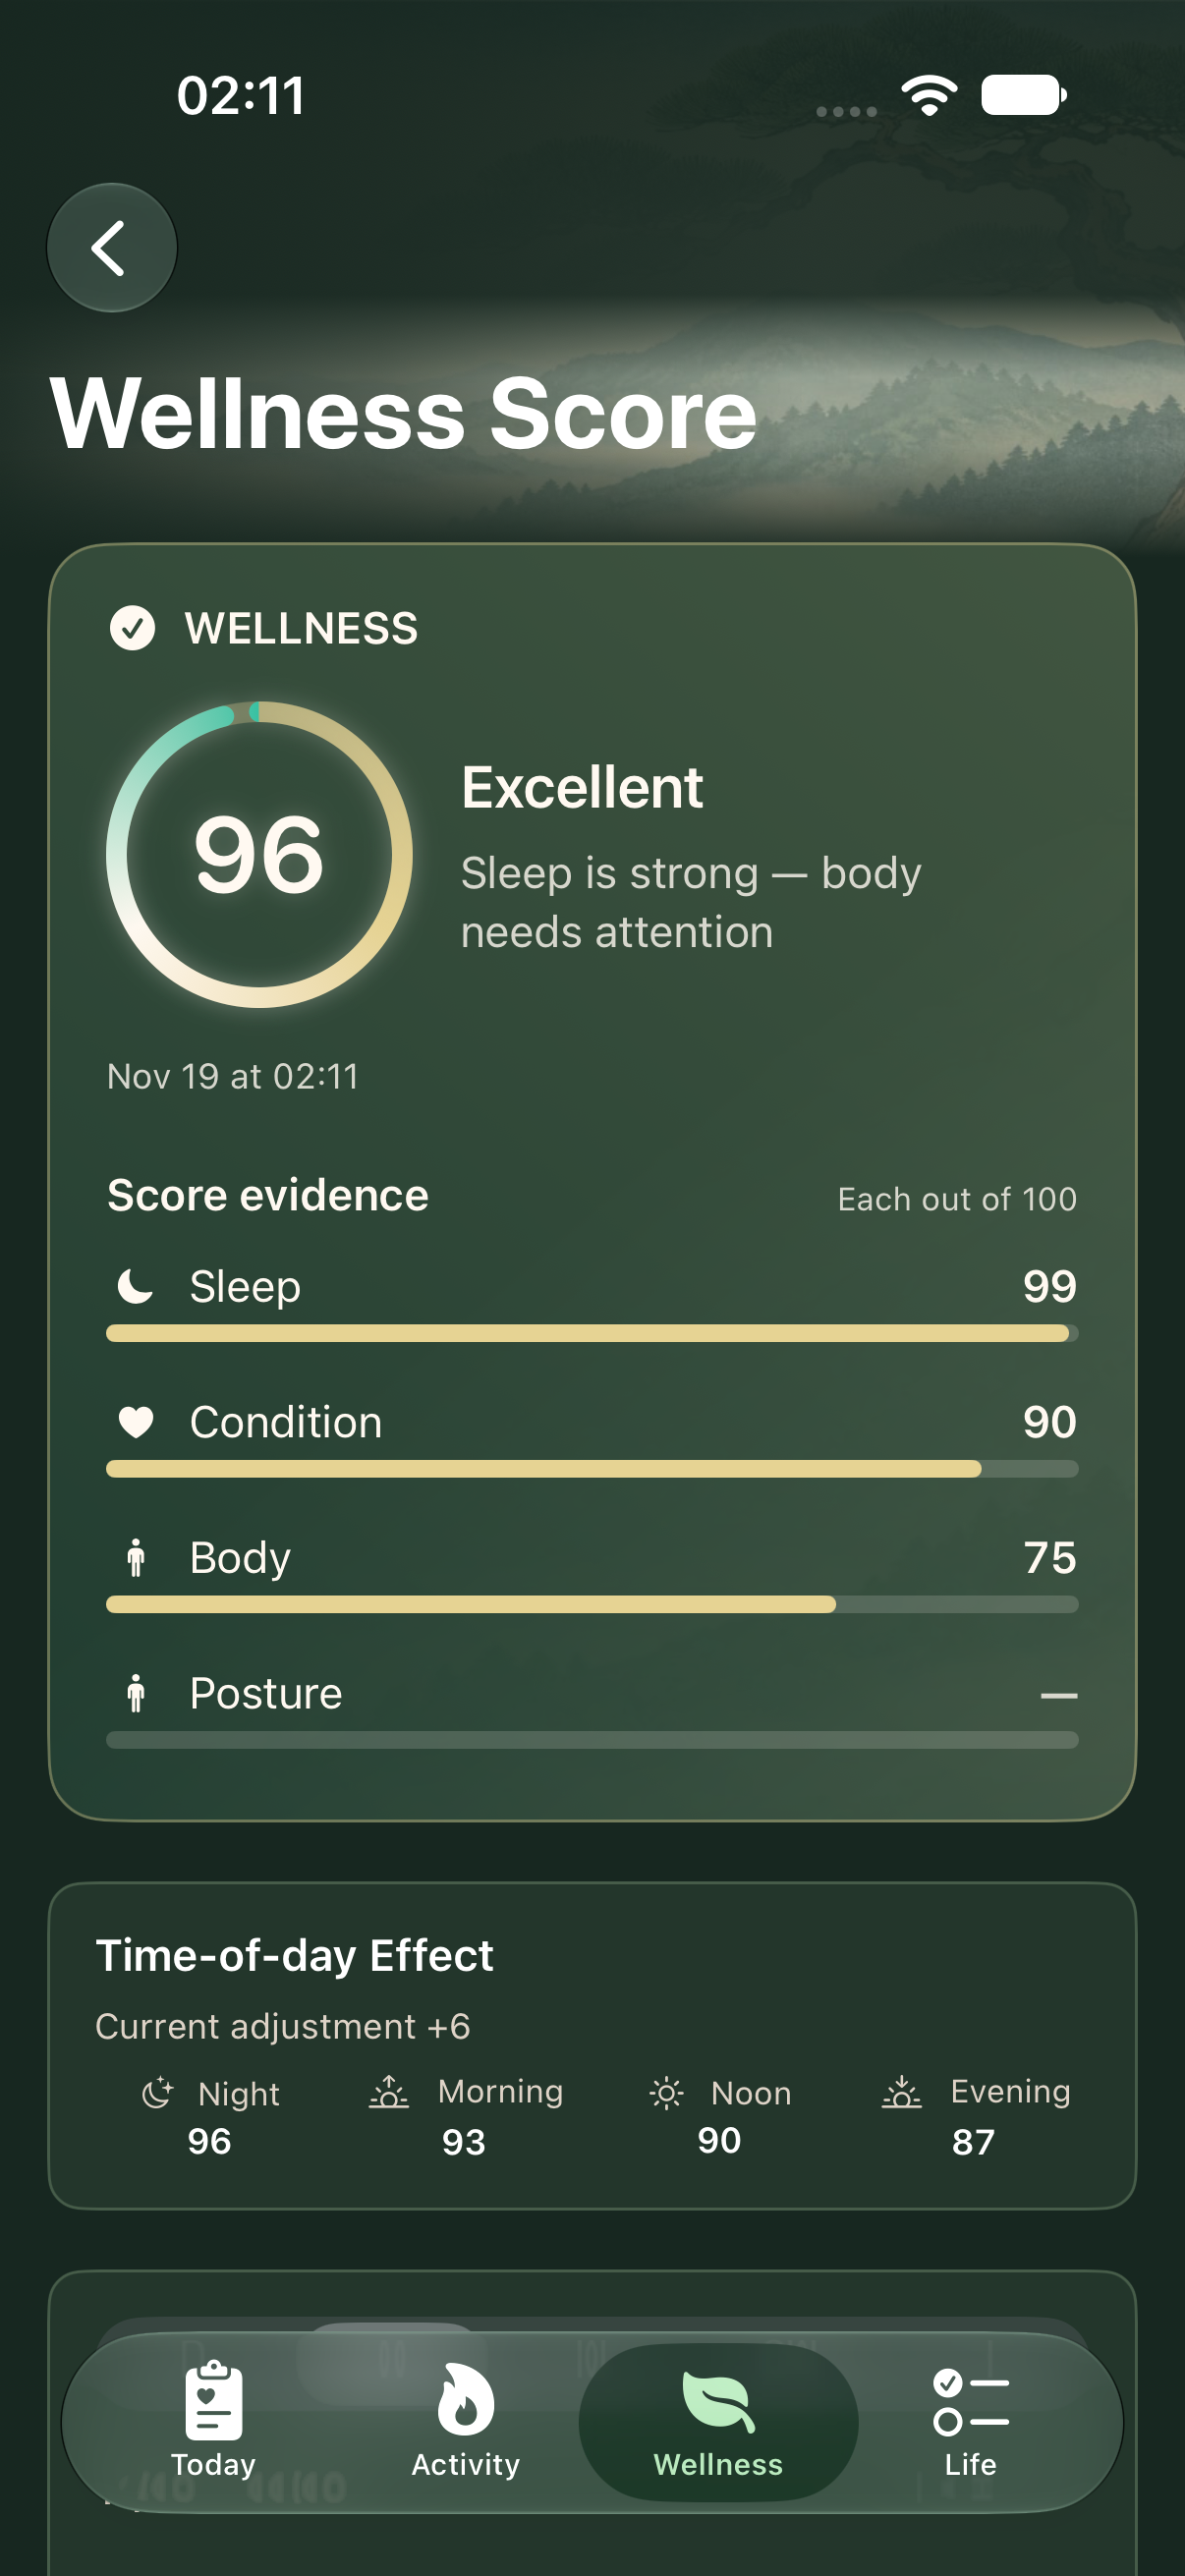 02:11
Wellness Score
WELLNESS
96
Excellent
Sleep is strong — body
needs attention
Nov 19 at 02:11
Score evidence
Each out of 100
Sleep
99
Condition
90
Body
75
Posture
—
Time-of-day Effect
Current adjustment +6
Night
Morning
Noon
Evening
96
93
90
87
Today
Activity
Wellness
Life